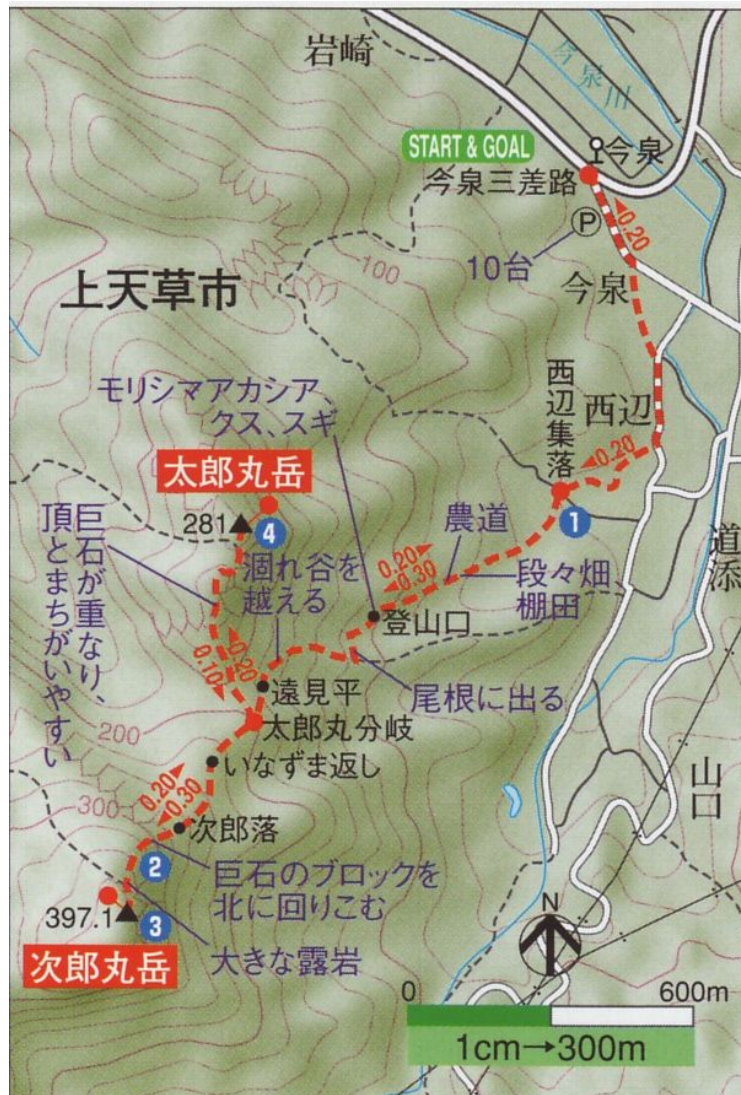 岩崎
今泉川
START & GOAL
今泉
今泉三差路
P
0.20
10台
100
今泉
上天草市
モリシマアカシア、
クス、スギ
西辺集落
西辺
太郎丸岳
0.20
281
4
1
農道
道添
巨石が重なり、
頂とまちがいやすい
涸れ谷を
越える
0.20
0.30
段々畑、
棚田
登山口
0.20
0.10
遠見平
尾根に出る
200
太郎丸分岐
いなずま返し
山口
300
0.20
0.30
次郎落
2
巨石のブロックを
北に回りこむ
397.1
3
N
次郎丸岳
大きな露岩
0
600m
1cm→300m